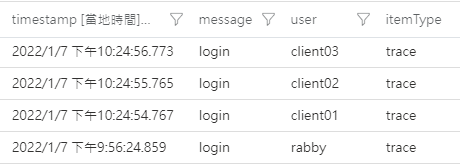 timestamp [當地時間]... message user itemType
2022/1/7 下午10:24:56.773 login client03 trace
2022/1/7 下午10:24:55.765 login client02 trace
2022/1/7 下午10:24:54.767 login client01 trace
2022/1/7 下午9:56:24.859 login rabby trace